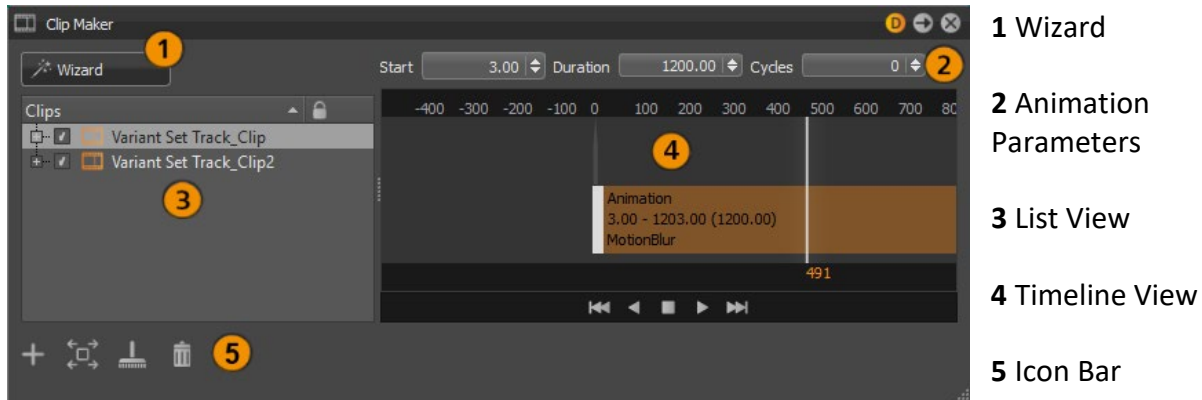 Clip Maker
D
1
Wizard
Start 3.00 Duration 1200.00 Cycles 0 2
Clips
Variant Set Track_Clip
Variant Set Track_Clip2
3
-400 -300 -200 -100 0 100 200 300 400 500 600 700 80
4
Animation
3.00 - 1203.00 (1200.00)
MotionBlur
491
5
1 Wizard
2 Animation
Parameters
3 List View
4 Timeline View
5 Icon Bar